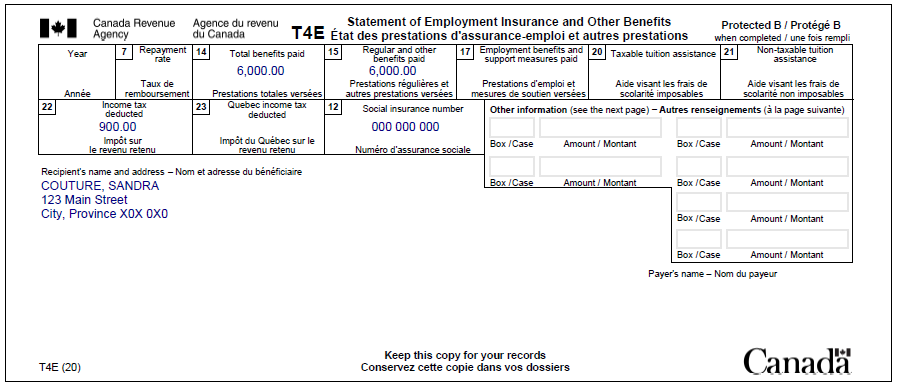 Canada Revenue Agency
Agence du revenu du Canada
T4E
Statement of Employment Insurance and Other Benefits
État des prestations d'assurance-emploi et autres prestations
Protected B / Protégé B
when completed / une fois rempli
Year
Année
7 Repayment rate
Taux de remboursement
14 Total benefits paid
6,000.00
Prestations totales versées
15 Regular and other benefits paid
6,000.00
Prestations régulières et autres prestations versées
17 Employment benefits and support measures paid
Prestations d'emploi et mesures de soutien versées
20 Taxable tuition assistance
Aide visant les frais de scolarité imposables
21 Non-taxable tuition assistance
Aide visant les frais de scolarité non imposables
22 Income tax deducted
900.00
Impôt sur le revenu retenu
23 Quebec income tax deducted
Impôt du Québec sur le revenu retenu
12 Social insurance number
000 000 000
Numéro d'assurance sociale
Other information (see the next page) – Autres renseignements (à la page suivante)
Box /Case Amount / Montant Box /Case Amount / Montant
Box /Case Amount / Montant Box /Case Amount / Montant
Box /Case Amount / Montant
Box /Case Amount / Montant
Recipient's name and address – Nom et adresse du bénéficiaire
COUTURE, SANDRA
123 Main Street
City, Province X0X 0X0
Payer's name – Nom du payeur
T4E (20)
Keep this copy for your records
Conservez cette copie dans vos dossiers
Canada